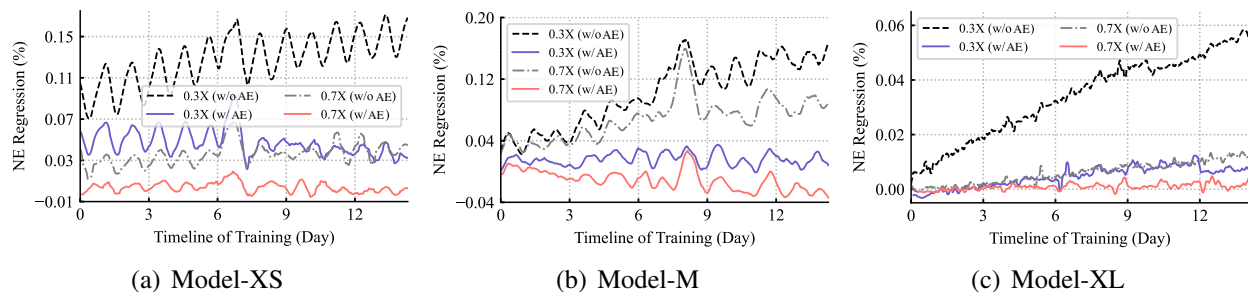 NE Regression (%)
0.15
0.11
0.07
0.03
−0.01
0.3X (w/o AE)
0.7X (w/o AE)
0.3X (w/ AE)
0.7X (w/ AE)
0 3 6 9 12
Timeline of Training (Day)
(a) Model-XS
NE Regression (%)
0.20
0.12
0.04
−0.04
0.3X (w/o AE)
0.3X (w/ AE)
0.7X (w/o AE)
0.7X (w/ AE)
0 3 6 9 12
Timeline of Training (Day)
(b) Model-M
NE Regression (%)
0.06
0.04
0.02
0.00
0.3X (w/o AE)
0.7X (w/o AE)
0.3X (w/ AE)
0.7X (w/ AE)
0 3 6 9 12
Timeline of Training (Day)
(c) Model-XL